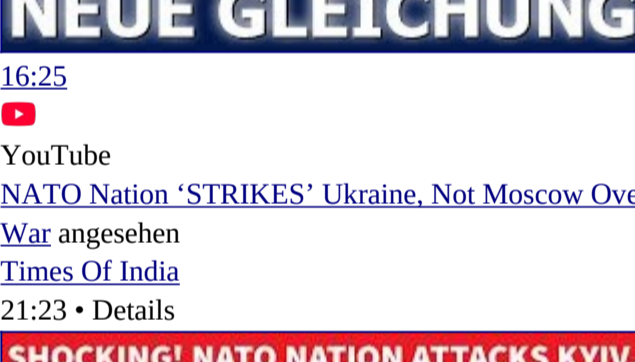 NEUE GLEICHUNG
16:25
YouTube
NATO Nation ‘STRIKES’ Ukraine, Not Moscow Ove
War angesehen
Times Of India
21:23 • Details
SHOCKING! NATO NATION ATTACKS KYIV